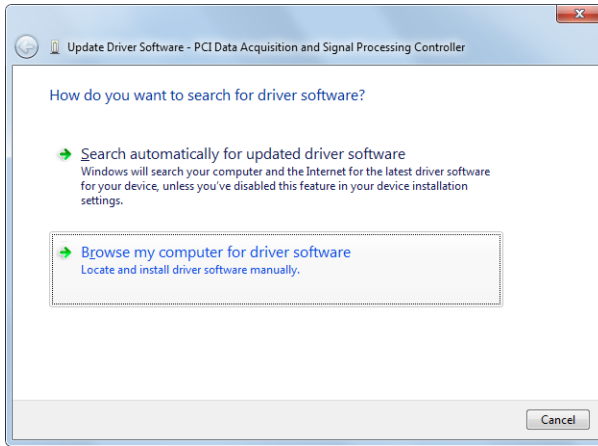 Update Driver Software - PCI Data Acquisition and Signal Processing Controller
How do you want to search for driver software?
Search automatically for updated driver software
Windows will search your computer and the Internet for the latest driver software
for your device, unless you've disabled this feature in your device installation
settings.
Browse my computer for driver software
Locate and install driver software manually.
Cancel